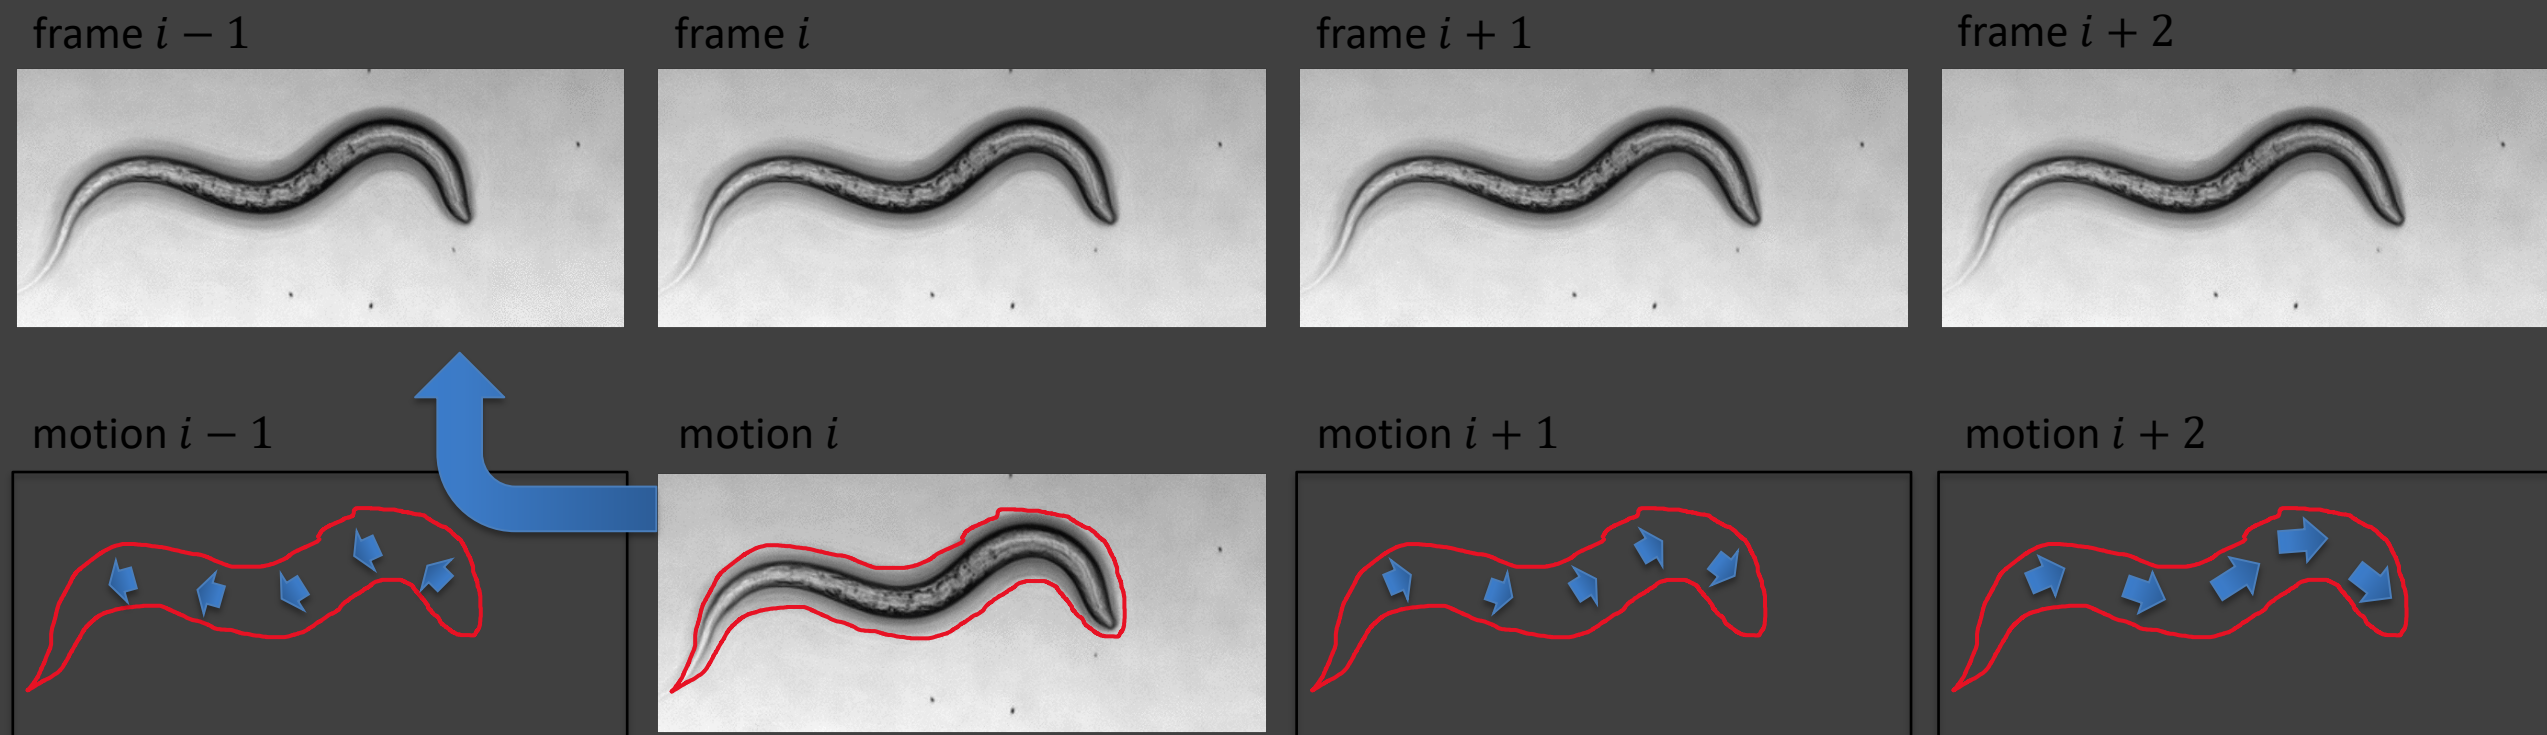 frame i − 1
frame i
frame i + 1
frame i + 2
motion i − 1
motion i
motion i + 1
motion i + 2